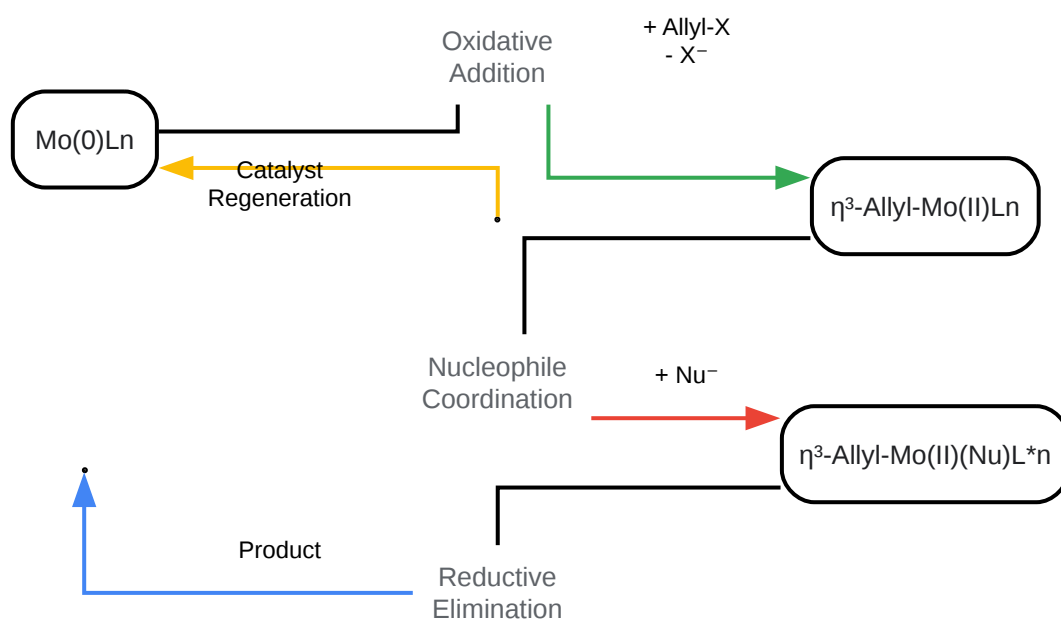 Oxidative
Addition
+ Allyl-X
- X⁻
Mo(0)Ln
Catalyst
Regeneration
η³-Allyl-Mo(II)Ln
Nucleophile
Coordination
+ Nu⁻
η³-Allyl-Mo(II)(Nu)L*n
Product
Reductive
Elimination